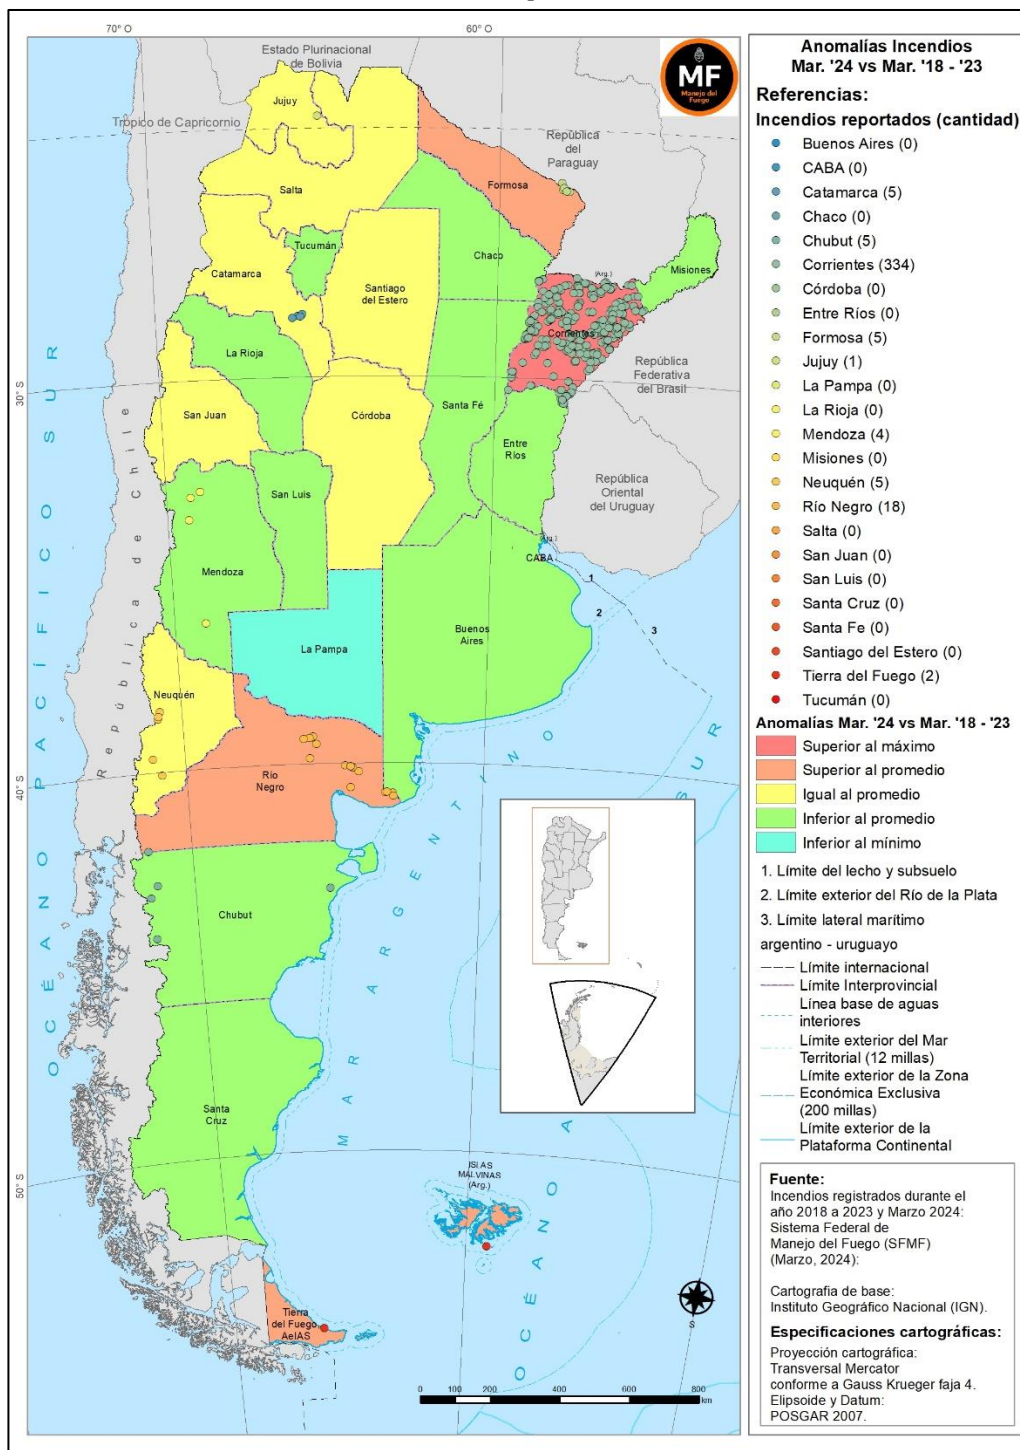 70° O
60° O
Estado Plurinacional
de Bolivia
MF
Manejo del
Fuego
Jujuy
Trópico de Capricornio
República
del
Paraguay
Salta
Formosa
Tucumán
Chaco
Catamarca
Santiago
del Estero
Misiones
(Arg.)
Corrientes
La Rioja
República
Federativa
del Brasil
30° S
San Juan
Córdoba
Santa Fé
Entre
Ríos
San Luis
República
Oriental
del Uruguay
Mendoza
(Arg.)
CABA
1
2
3
Buenos
Aires
La Pampa
Neuquén
Río
Negro
40° S
Chubut
Santa
Cruz
50° S
ISLAS
MALVINAS
(Arg.)
Tierra
del Fuego
AeIAS
República de Chile
OCÉANO PACÍFICO SUR
MAR ARGENTINO
OCÉANO
SUR
S
0 100 200 400 600 800
km
Anomalías Incendios
Mar. '24 vs Mar. '18 - '23
Referencias:
Incendios reportados (cantidad)
Buenos Aires (0)
CABA (0)
Catamarca (5)
Chaco (0)
Chubut (5)
Corrientes (334)
Córdoba (0)
Entre Ríos (0)
Formosa (5)
Jujuy (1)
La Pampa (0)
La Rioja (0)
Mendoza (4)
Misiones (0)
Neuquén (5)
Río Negro (18)
Salta (0)
San Juan (0)
San Luis (0)
Santa Cruz (0)
Santa Fe (0)
Santiago del Estero (0)
Tierra del Fuego (2)
Tucumán (0)
Anomalías Mar. '24 vs Mar. '18 - '23
Superior al máximo
Superior al promedio
Igual al promedio
Inferior al promedio
Inferior al mínimo
1. Límite del lecho y subsuelo
2. Límite exterior del Río de la Plata
3. Límite lateral marítimo
argentino - uruguayo
Límite internacional
Límite Interprovincial
Línea base de aguas
interiores
Límite exterior del Mar
Territorial (12 millas)
Límite exterior de la Zona
Económica Exclusiva
(200 millas)
Límite exterior de la
Plataforma Continental
Fuente:
Incendios registrados durante el
año 2018 a 2023 y Marzo 2024:
Sistema Federal de
Manejo del Fuego (SFMF)
(Marzo, 2024):
Cartografia de base:
Instituto Geográfico Nacional (IGN).
Especificaciones cartográficas:
Proyección cartográfica:
Transversal Mercator
conforme a Gauss Krueger faja 4.
Elipsoide y Datum:
POSGAR 2007.